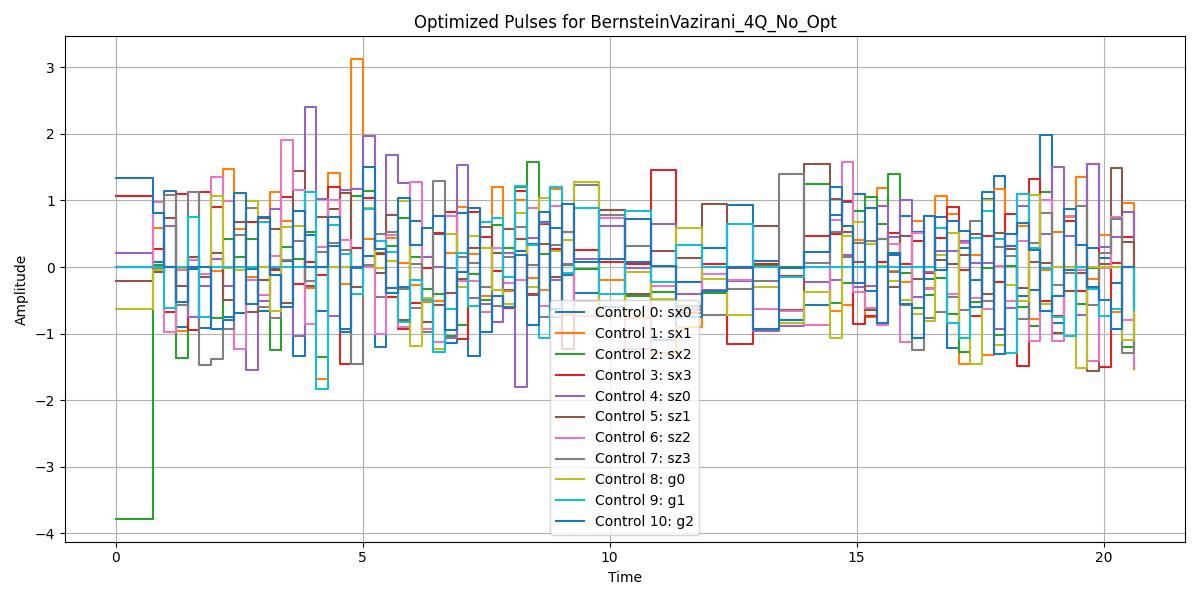 Optimized Pulses for BernsteinVazirani_4Q_No_Opt
Amplitude
3
2
1
0
−1
−2
−3
−4
Control 0: sx0
Control 1: sx1
Control 2: sx2
Control 3: sx3
Control 4: sz0
Control 5: sz1
Control 6: sz2
Control 7: sz3
Control 8: g0
Control 9: g1
Control 10: g2
0 5 10 15 20
Time